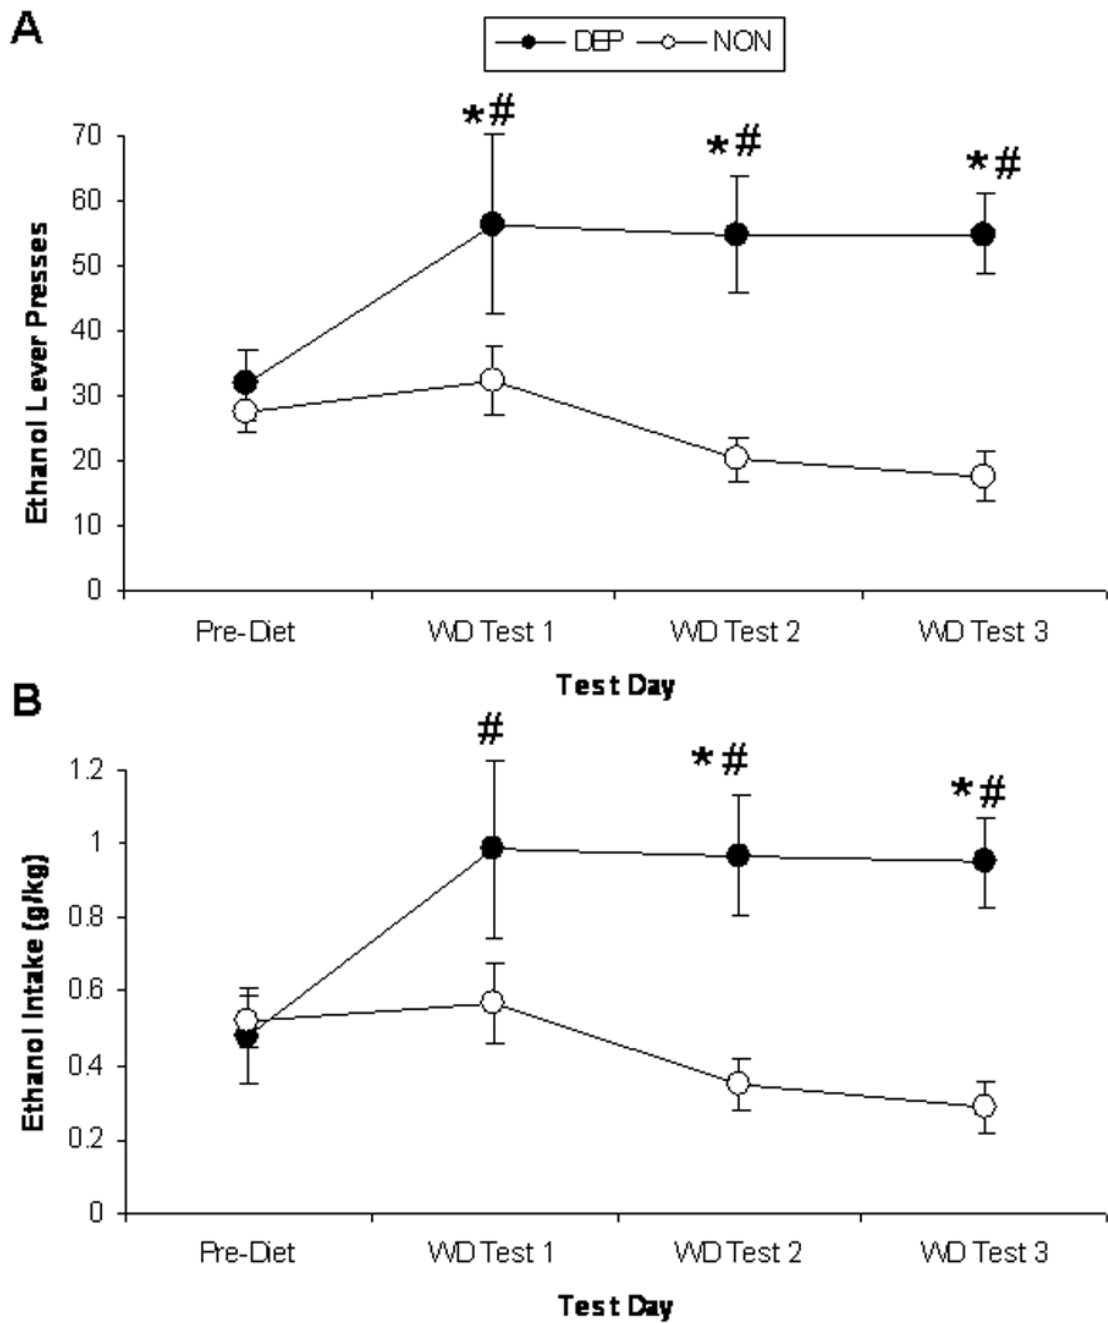 A
DEP NON
*#
*#
*#
70
60
50
40
30
20
10
0
Ethanol Lever Presses
Pre-Diet WD Test 1 WD Test 2 WD Test 3
Test Day
B
#
*#
*#
1.2
1
0.8
0.6
0.4
0.2
0
Ethanol Intake (g/kg)
Pre-Diet WD Test 1 WD Test 2 WD Test 3
Test Day